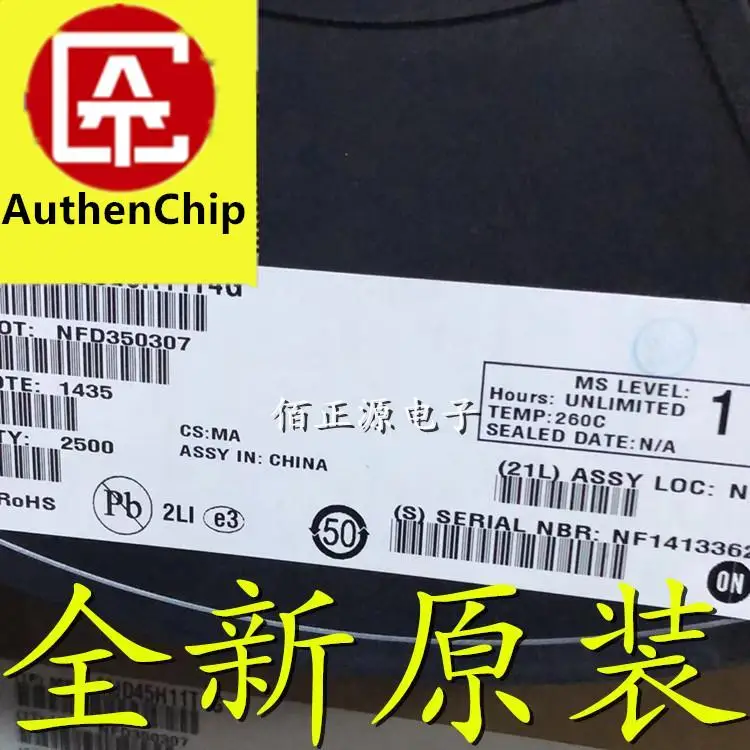 AuthenChip
NFD350307
1435
2500
RoHS
Pb 2LI e3
CS:MA
ASSY IN: CHINA
佰正源电子
MS LEVEL: 1
Hours: UNLIMITED
TEMP:260C
SEALED DATE:N/A
(21L) ASSY LOC: N
50
(S) SERIAL NBR: NF1413362
ON
全新原装